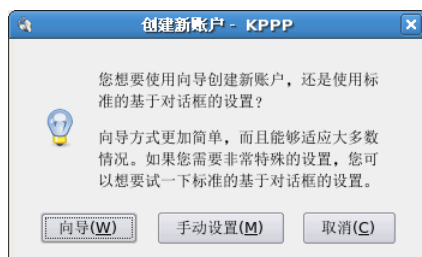 创建新账户 - KPPP
您想要使用向导创建新账户，还是使用标
准的基于对话框的设置？
向导方式更加简单，而且能够适应大多数
情况。如果您需要非常特殊的设置，您可
以想要试一下标准的基于对话框的设置。
向导(W) 手动设置(M) 取消(C)